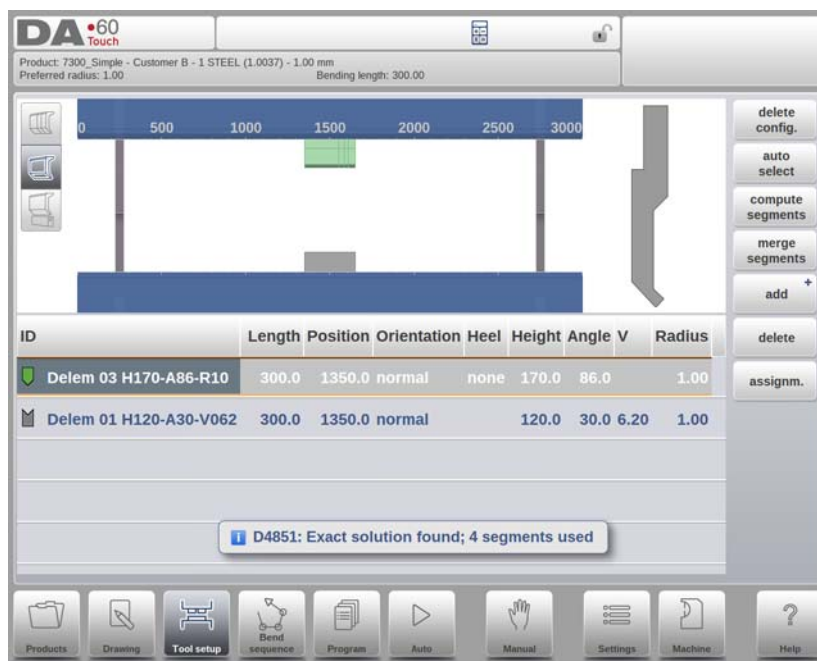 DA•60
Touch
Product: 7300_Simple - Customer B - 1 STEEL (1.0037) - 1.00 mm
Preferred radius: 1.00 Bending length: 300.00
0 500 1000 1500 2000 2500 3000
delete
config.
auto
select
compute
segments
merge
segments
add +
delete
assignm.
ID Length Position Orientation Heel Height Angle V Radius
Delem 03 H170-A86-R10 300.0 1350.0 normal none 170.0 86.0 1.00
Delem 01 H120-A30-V062 300.0 1350.0 normal 120.0 30.0 6.20 1.00
D4851: Exact solution found; 4 segments used
Products Drawing Tool setup Bend sequence Program Auto Manual Settings Machine Help